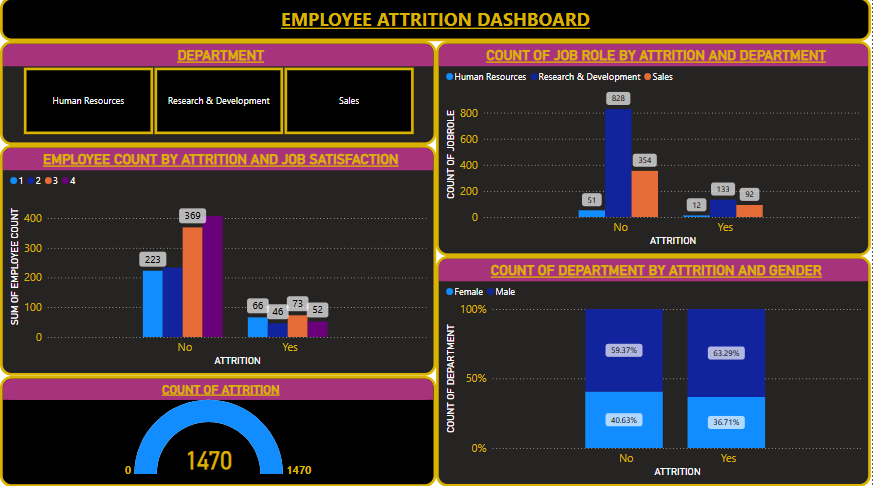 EMPLOYEE ATTRITION DASHBOARD
DEPARTMENT
Human Resources
Research & Development
Sales
EMPLOYEE COUNT BY ATTRITION AND JOB SATISFACTION
1 2 3 4
SUM OF EMPLOYEE COUNT
400
300
200
100
0
223
369
66
46
73
52
No
Yes
ATTRITION
COUNT OF ATTRITION
0
1470
1470
COUNT OF JOB ROLE BY ATTRITION AND DEPARTMENT
Human Resources Research & Development Sales
COUNT OF JOBROLE
800
600
400
200
0
51
828
354
12
133
92
No
Yes
ATTRITION
COUNT OF DEPARTMENT BY ATTRITION AND GENDER
Female Male
COUNT OF DEPARTMENT
100%
50%
0%
59.37%
40.63%
63.29%
36.71%
No
Yes
ATTRITION